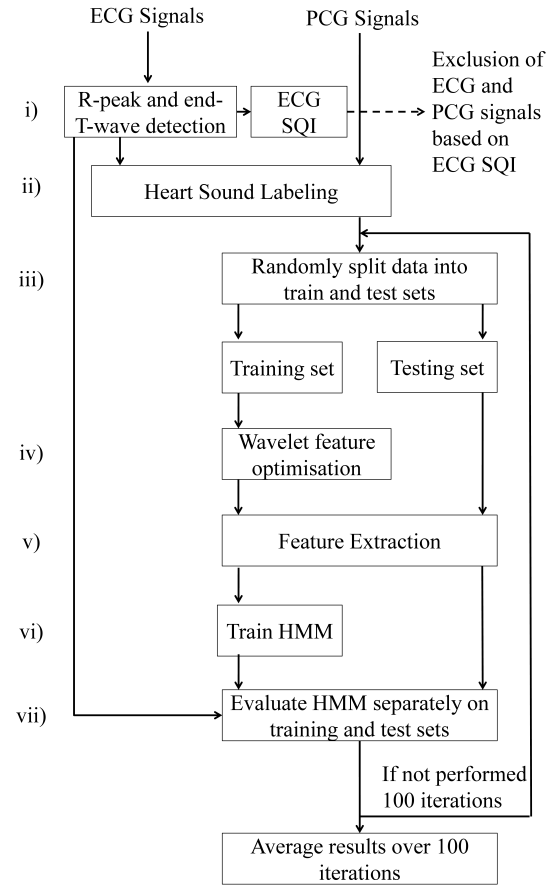 ECG Signals
PCG Signals
i)
R-peak and end-
T-wave detection
ECG
SQI
Exclusion of
ECG and
PCG signals
based on
ECG SQI
ii)
Heart Sound Labeling
iii)
Randomly split data into
train and test sets
Training set
Testing set
iv)
Wavelet feature
optimisation
v)
Feature Extraction
vi)
Train HMM
vii)
Evaluate HMM separately on
training and test sets
If not performed
100 iterations
Average results over 100
iterations